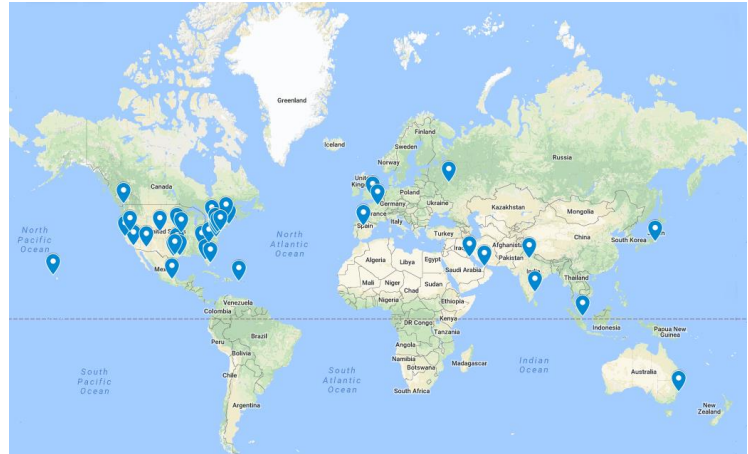 Greenland
Iceland
Finland
Sweden
Norway
Russia
Canada
United
Kingdom
Poland
Germany
Ukraine
France
Kazakhstan
Mongolia
Spain
Italy
Turkey
North
Pacific
Ocean
North
Atlantic
Ocean
Afghanistan
China
South Korea
Iraq
Pakistan
Algeria
Libya
Egypt
Saudi Arabia
India
Thailand
Mali
Niger
Chad
Sudan
Nigeria
Ethiopia
Venezuela
Colombia
DR Congo
Kenya
Tanzania
Indonesia
Papua New
Guinea
Peru
Brazil
Bolivia
Angola
Namibia
Botswana
Madagascar
South
Pacific
Ocean
South
Atlantic
Ocean
Indian
Ocean
Chile
Argentina
South Africa
Australia
New
Zealand